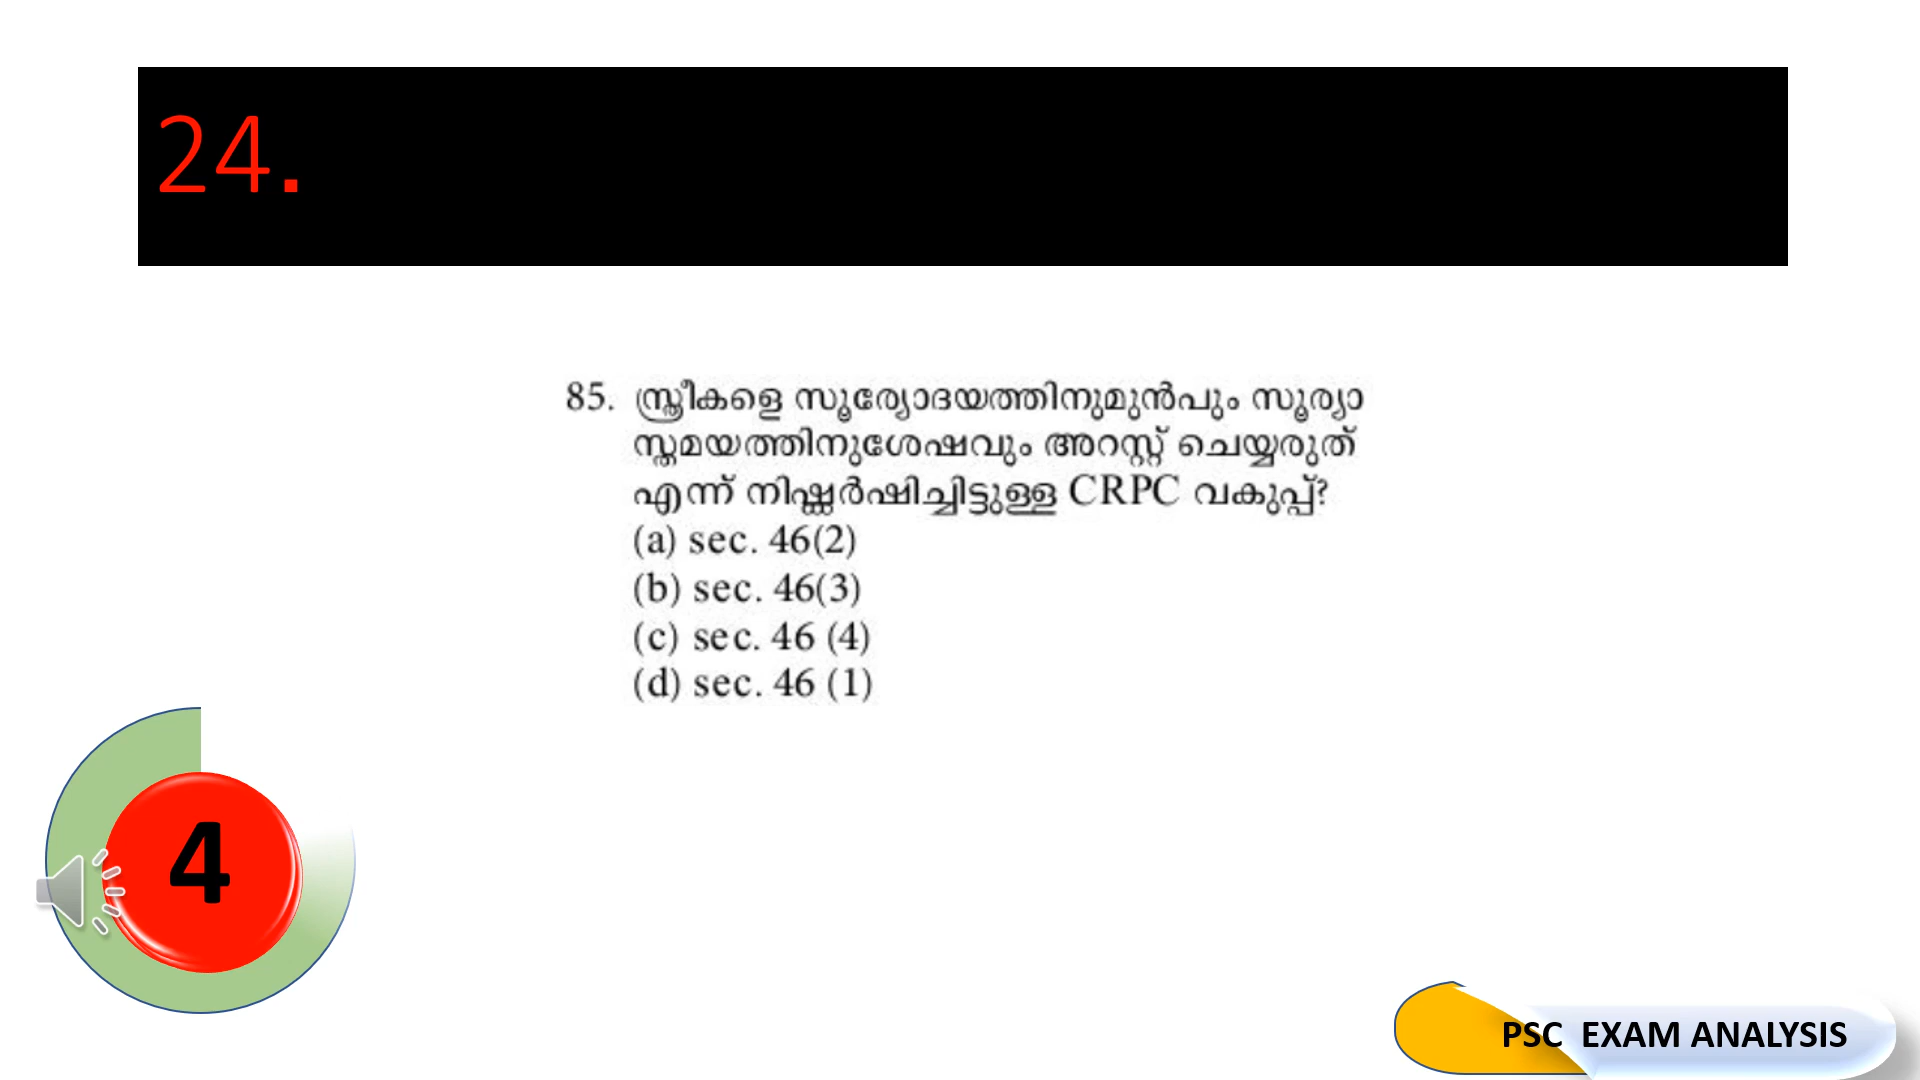 24.
85. സ്ത്രീകളെ സൂര്യോദയത്തിനുമുൻപും സൂര്യാ
സ്തമയത്തിനുശേഷവും അറസ്റ്റ് ചെയ്യരുത്
എന്ന് നിഷ്കർഷിച്ചിട്ടുള്ള CRPC വകുപ്പ്?
(a) sec. 46(2)
(b) sec. 46(3)
(c) sec. 46 (4)
(d) sec. 46 (1)
4
PSC EXAM ANALYSIS